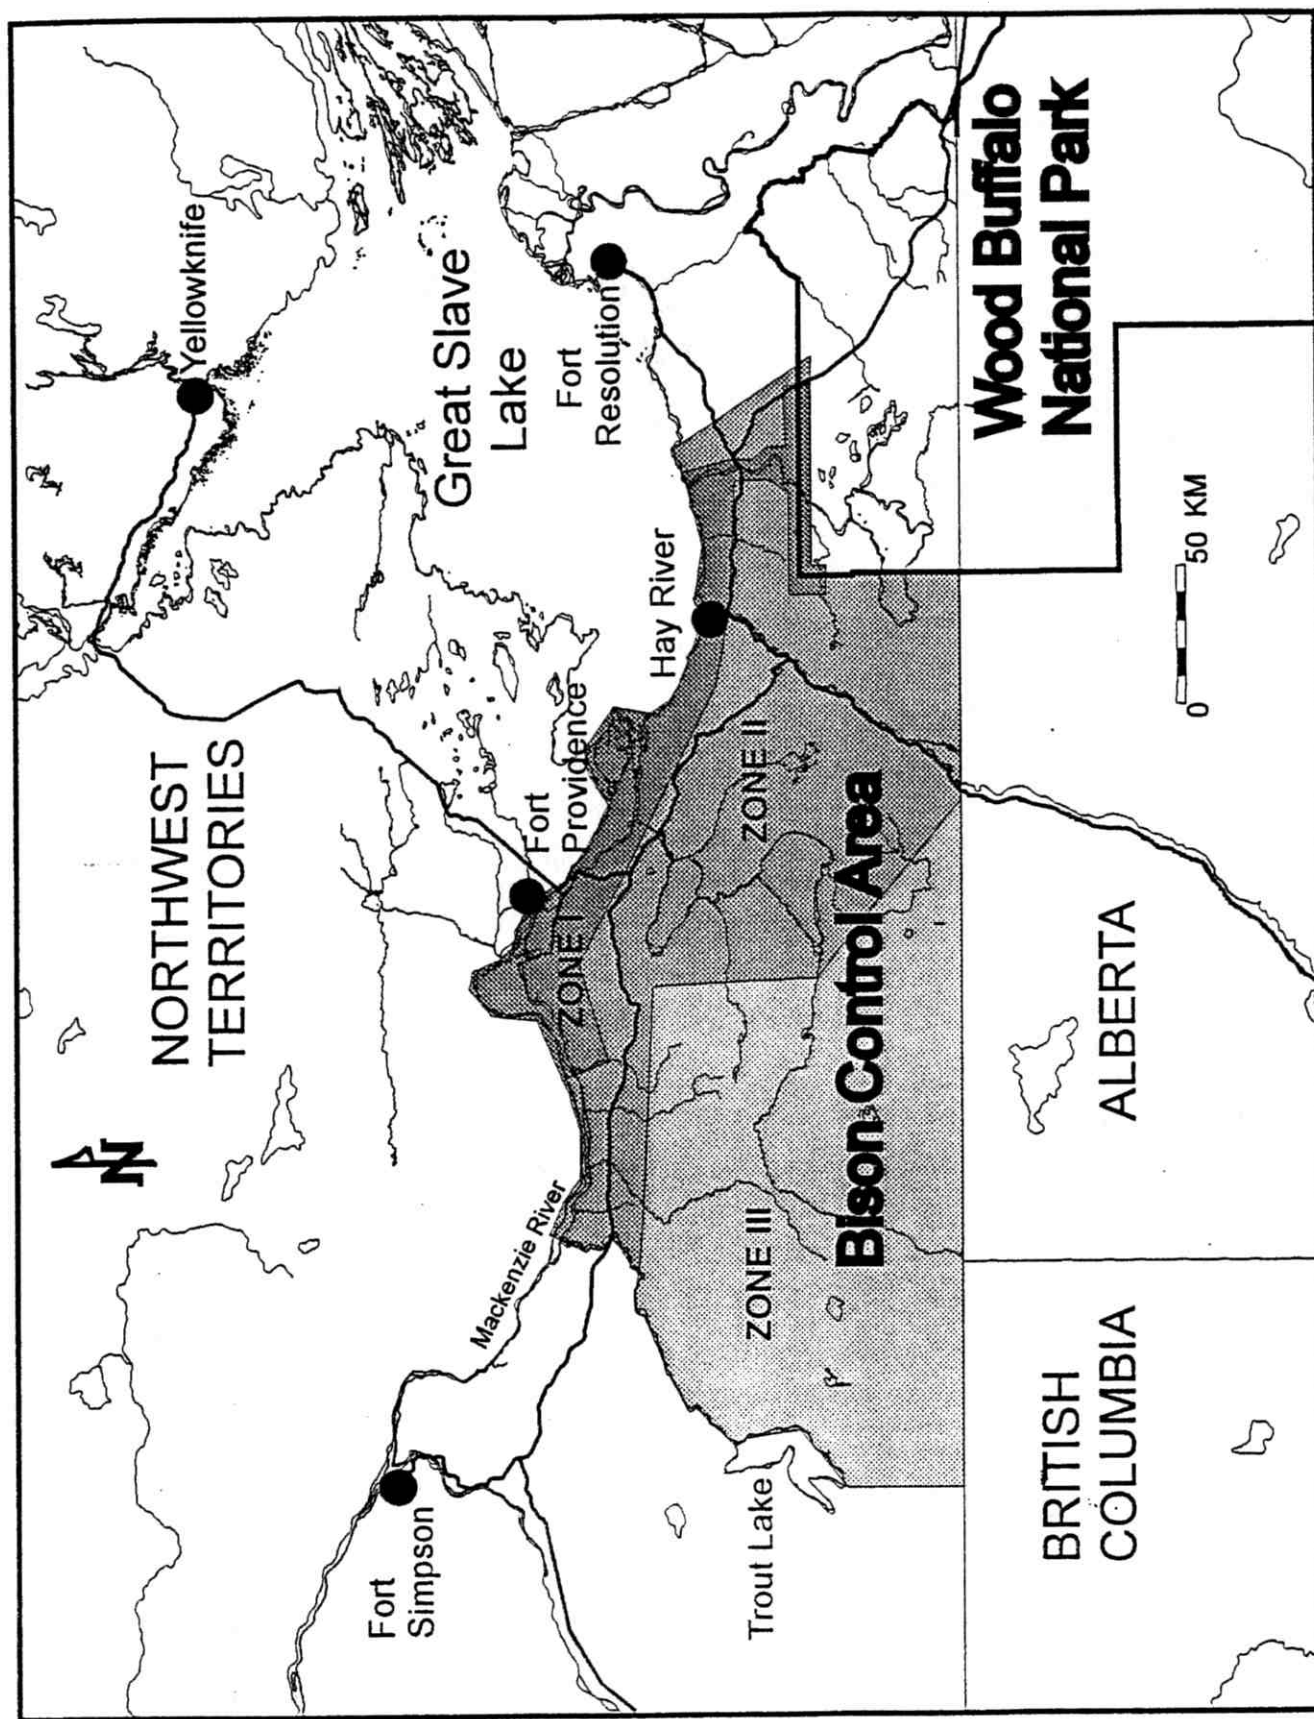 NORTHWEST
TERRITORIES
N
Yellowknife
Great Slave
Lake
Fort
Resolution
Hay River
Fort
Providence
Mackenzie River
Fort
Simpson
Trout Lake
ZONE I
ZONE II
ZONE III
Bison Control Area
Wood Buffalo
National Park
BRITISH
COLUMBIA
ALBERTA
0 50 KM